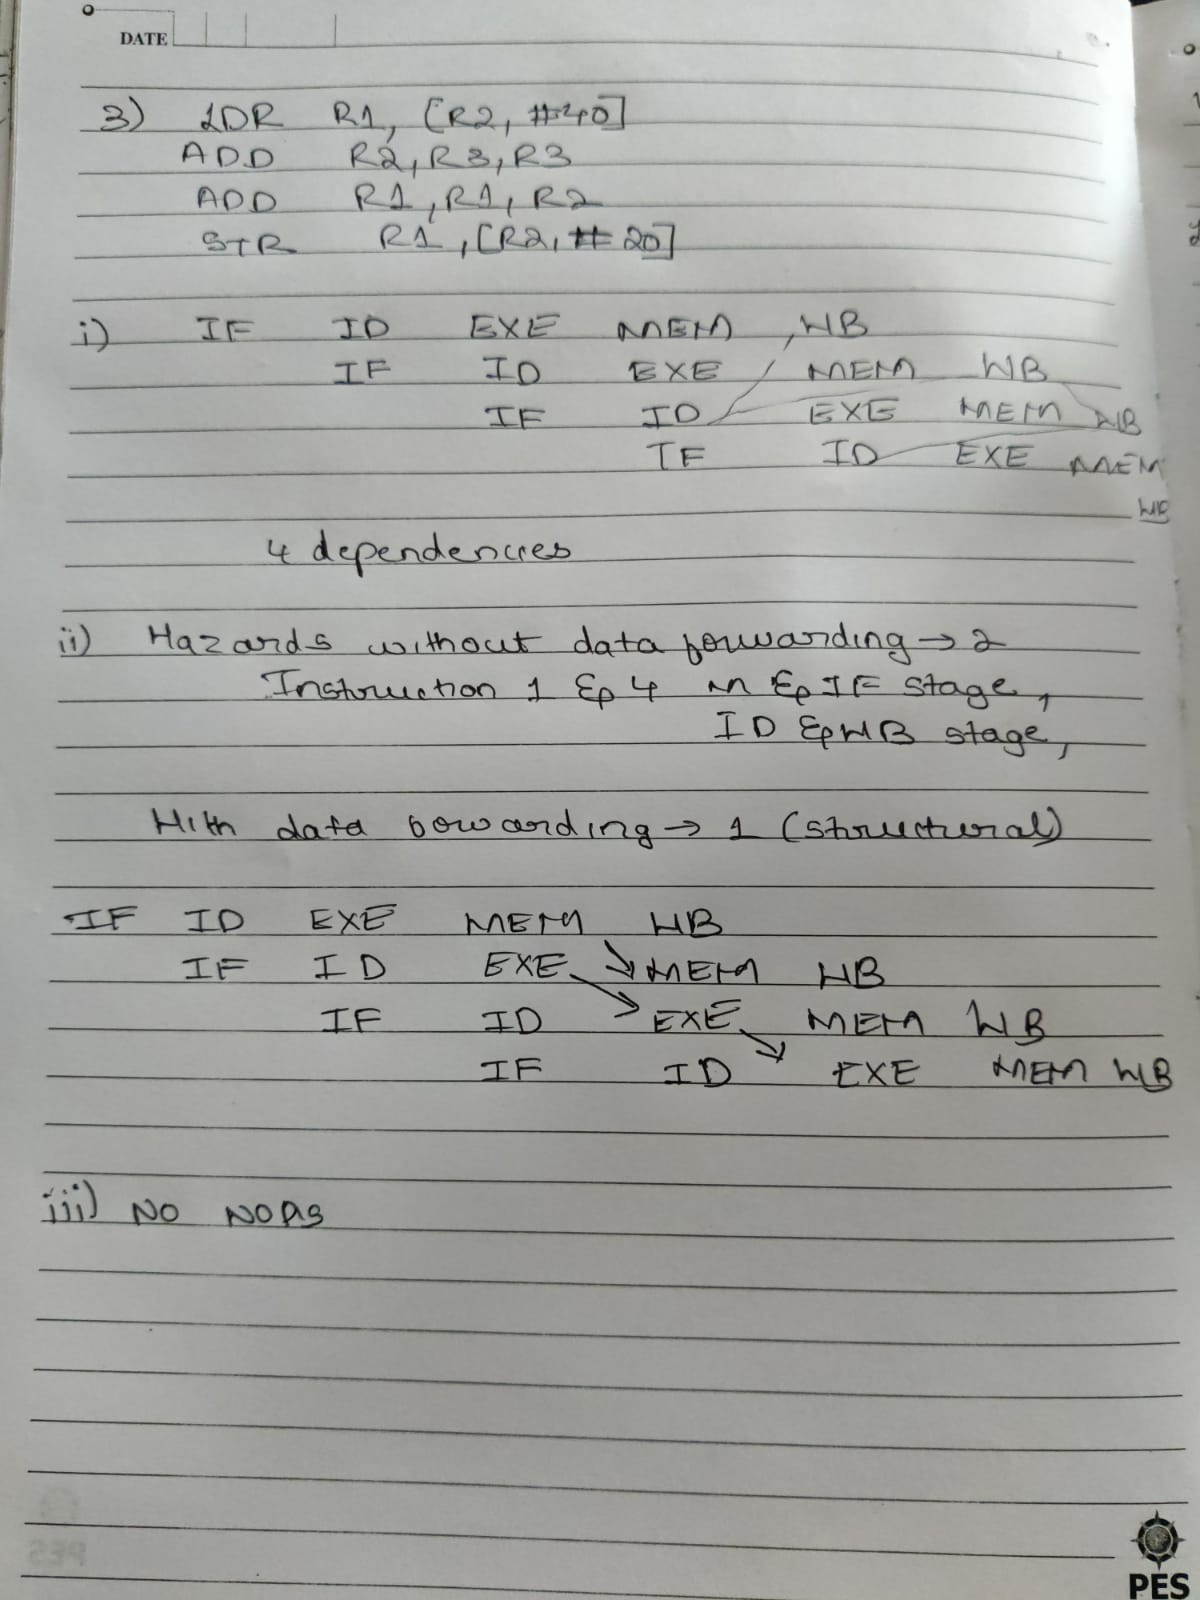 DATE
3) LDR R1, [R2, #40]
ADD R2, R3, R3
ADD R1, R1, R2
STR R1, [R2, #20]
i) IF ID EXE MEM WB
IF ID EXE MEM WB
IF ID EXE MEM WB
IF ID EXE MEM
WB
4 dependencies
ii) Hazards without data forwarding → 2
Instruction 1 & 4 in & IF stage,
ID & WB stage,
With data forwarding → 1 (structural)
IF ID EXE MEM WB
IF ID EXE MEM WB
IF ID EXE MEM WB
IF ID EXE MEM WB
iii) NO NOPs
PES